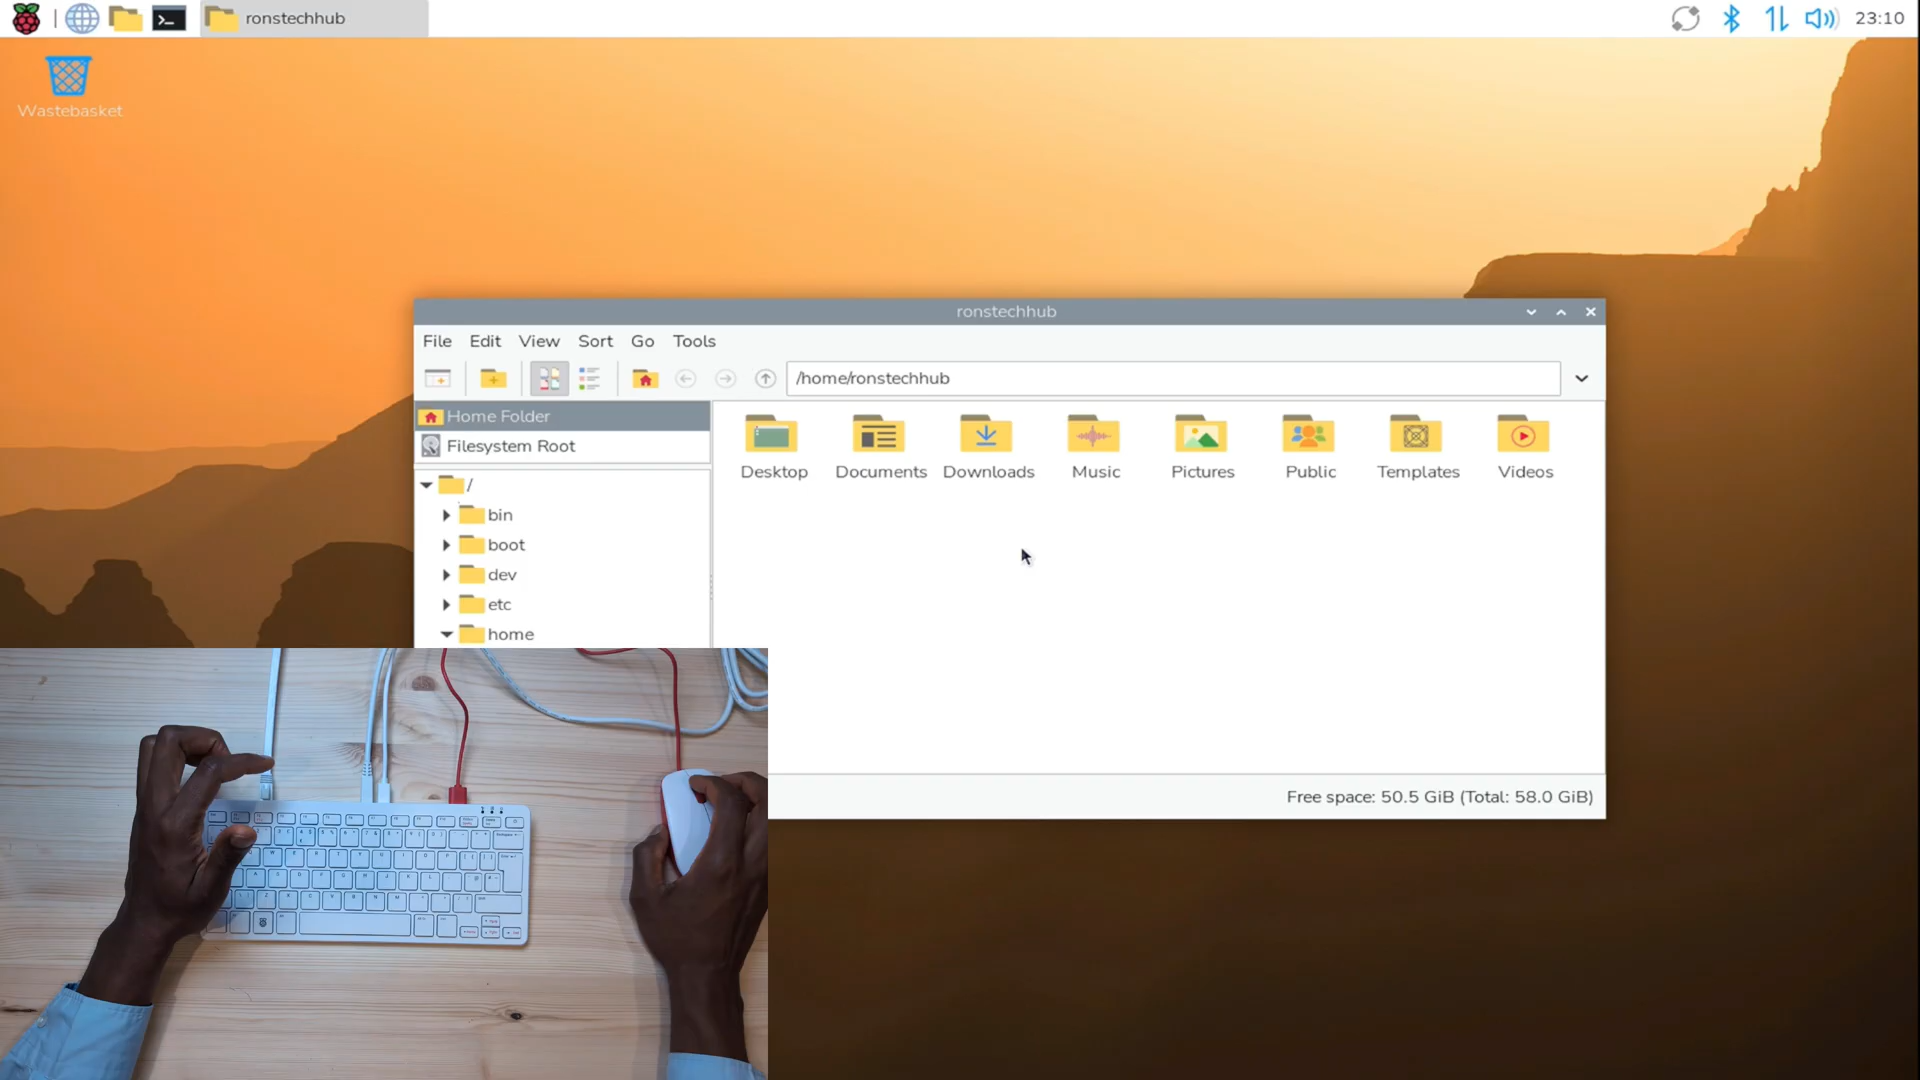 ronstechhub
23:10
Wastebasket
ronstechhub
File Edit View Sort Go Tools
/home/ronstechhub
Home Folder
Filesystem Root
/
bin
boot
dev
etc
home
Desktop Documents Downloads Music Pictures Public Templates Videos
Free space: 50.5 GiB (Total: 58.0 GiB)